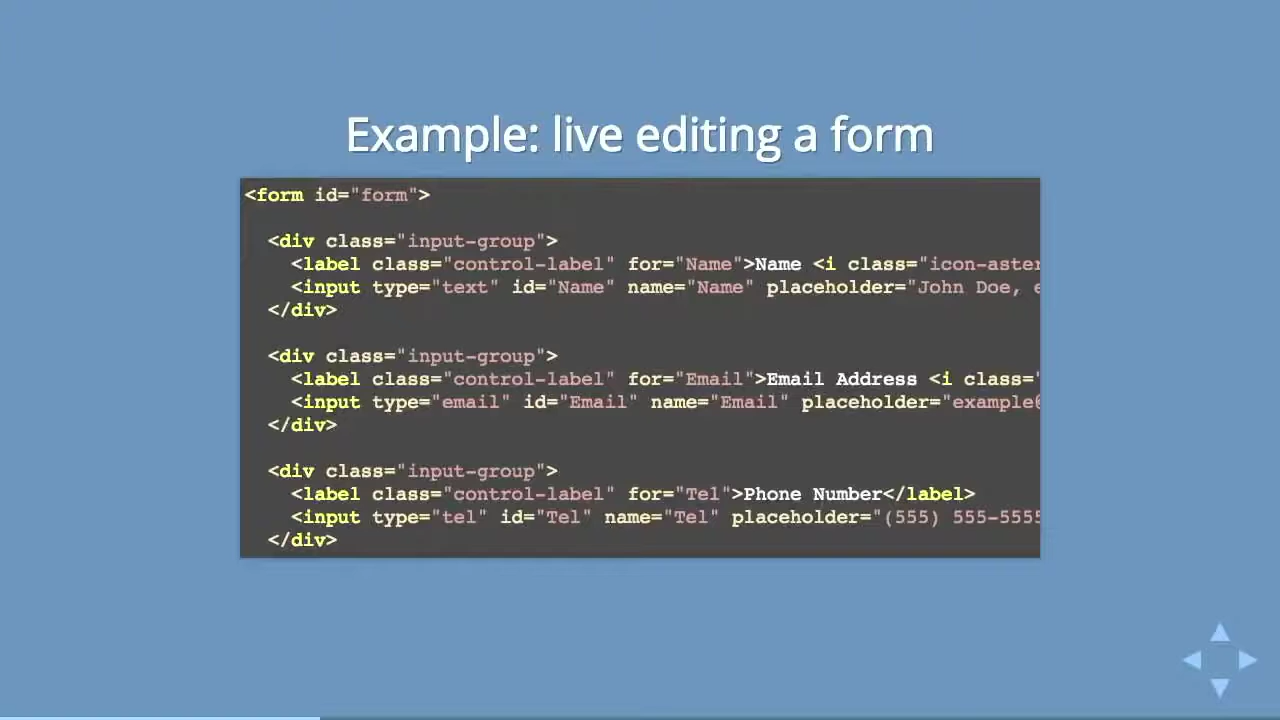 Example: live editing a form
<form id="form">
<div class="input-group">
<label class="control-label" for="Name">Name <i class="icon-aster
<input type="text" id="Name" name="Name" placeholder="John Doe, e
</div>
<div class="input-group">
<label class="control-label" for="Email">Email Address <i class="
<input type="email" id="Email" name="Email" placeholder="example@
</div>
<div class="input-group">
<label class="control-label" for="Tel">Phone Number</label>
<input type="tel" id="Tel" name="Tel" placeholder="(555) 555-5555
</div>